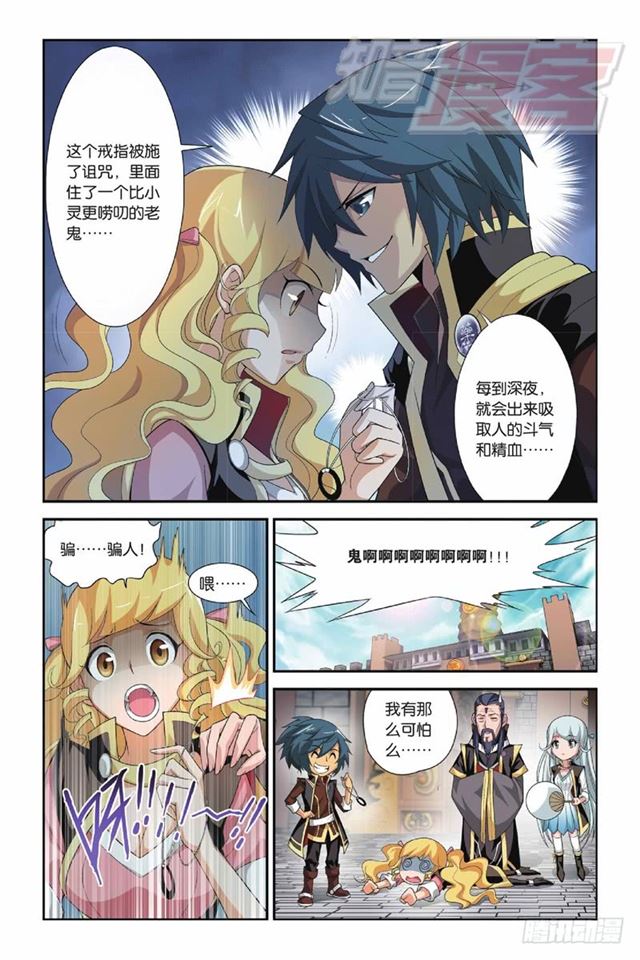 知音漫客
这个戒指被施
了诅咒，里面
住了一个比小
灵更唠叨的老
鬼……
每到深夜，
就会出来吸
取人的斗气
和精血……
骗……骗人！
喂……
鬼啊啊啊啊啊啊啊啊！！！
我有那
么可怕
么……
腾讯动漫